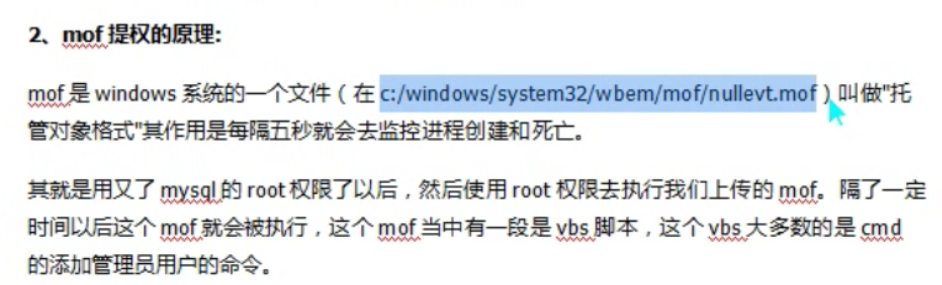 2、mof 提权的原理:
mof 是 windows 系统的一个文件（在 c:/windows/system32/wbem/mof/nullevt.mof）叫做"托
管对象格式"其作用是每隔五秒就会去监控进程创建和死亡。
其就是用又了 mysql 的 root 权限了以后，然后使用 root 权限去执行我们上传的 mof。隔了一定
时间以后这个 mof 就会被执行，这个 mof 当中有一段是 vbs 脚本，这个 vbs 大多数的是 cmd
的添加管理员用户的命令。